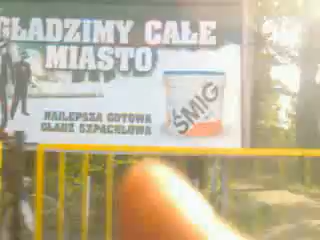 GŁADZIMY CAŁE
MIASTO
NAJLEPSZA GOTOWA
GŁADŹ SZPACHLOWA
ŚMIG